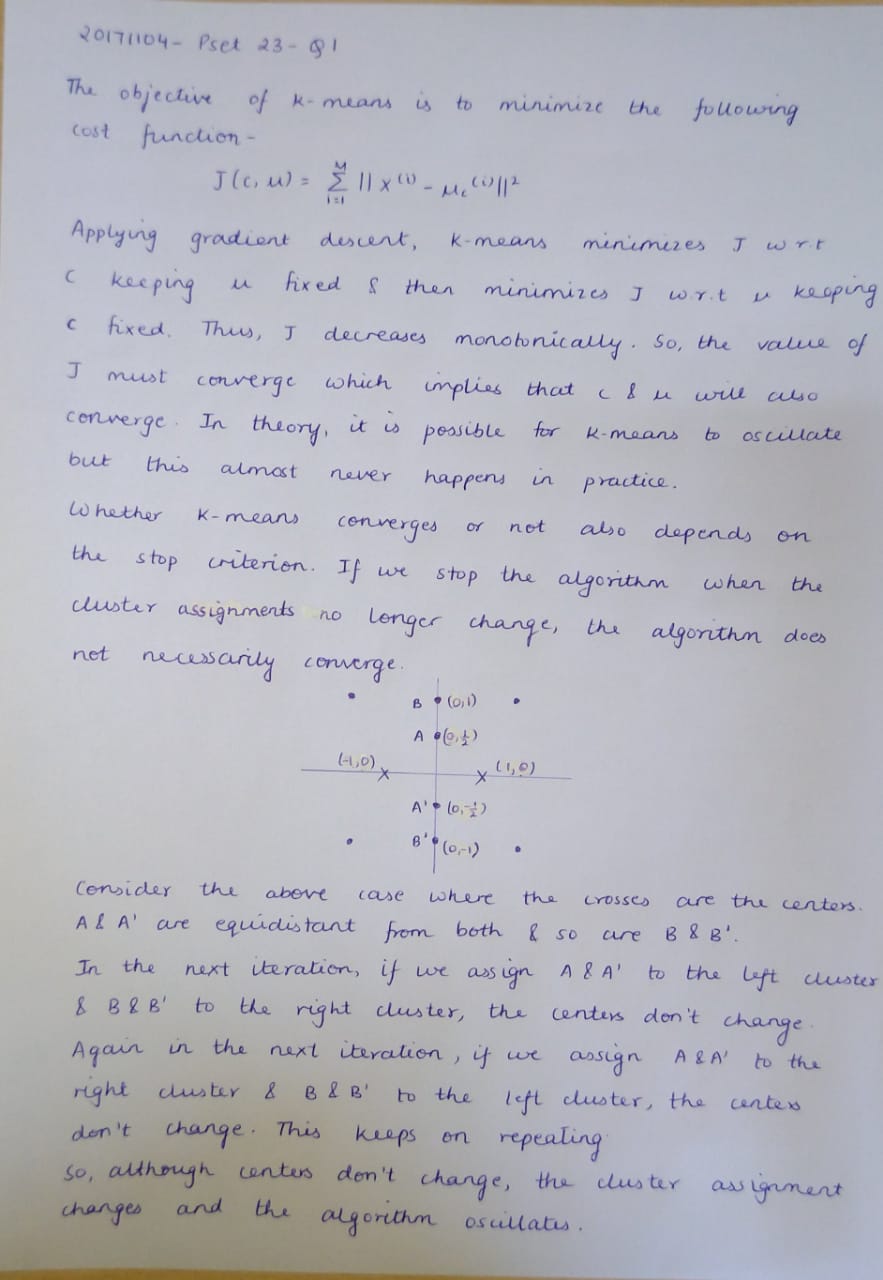 20171104 - Pset 23 - Q1
The objective of k-means is to minimize the following
cost function -
J(c, u) = M Σ i=1 || x^(i) - μ_c^(i) ||²
Applying gradient descent, k-means minimizes J w r.t
c keeping u fixed & then minimizes J w.r.t u keeping
c fixed. Thus, J decreases monotonically. So, the value of
J must converge which implies that c & u will also
converge. In theory, it is possible for k-means to oscillate
but this almost never happens in practice.
Whether k-means converges or not also depends on
the stop criterion. If we stop the algorithm when the
cluster assignments no longer change, the algorithm does
not necessarily converge.
B (0,1)
A (0,1/2)
(-1,0) (1,0)
A' (0,-1/2)
B' (0,-1)
Consider the above case where the crosses are the centers.
A & A' are equidistant from both & so are B & B'.
In the next iteration, if we assign A & A' to the left cluster
& B & B' to the right cluster, the centers don't change.
Again in the next iteration, if we assign A & A' to the
right cluster & B & B' to the left cluster, the centers
don't change. This keeps on repeating
So, although centers don't change, the cluster assignment
changes and the algorithm oscillates.